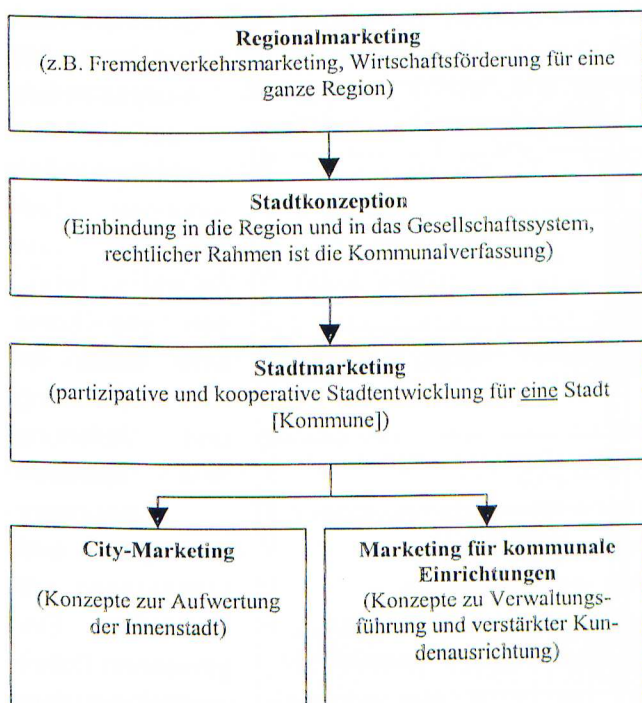 Regionalmarketing
(z.B. Fremdenverkehrsmarketing, Wirtschaftsförderung für eine
ganze Region)
Stadtkonzeption
(Einbindung in die Region und in das Gesellschaftssystem,
rechtlicher Rahmen ist die Kommunalverfassung)
Stadtmarketing
(partizipative und kooperative Stadtentwicklung für eine Stadt
[Kommune])
City-Marketing
(Konzepte zur Aufwertung
der Innenstadt)
Marketing für kommunale
Einrichtungen
(Konzepte zu Verwaltungs-
führung und verstärkter Kun-
denausrichtung)